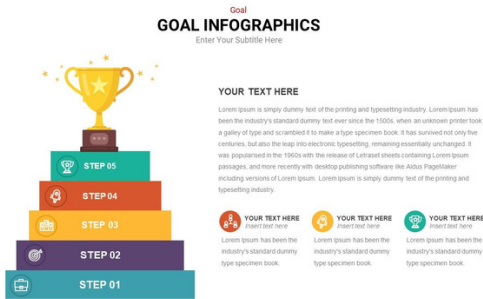 Goal
GOAL INFOGRAPHICS
Enter Your Subtitle Here
YOUR TEXT HERE
Lorem Ipsum is simply dummy text of the printing and typesetting industry. Lorem Ipsum has
been the industry's standard dummy text ever since the 1500s, when an unknown printer took
a galley of type and scrambled it to make a type specimen book. It has survived not only five
centuries, but also the leap into electronic typesetting, remaining essentially unchanged. It
was popularised in the 1960s with the release of Letraset sheets containing Lorem Ipsum
passages, and more recently with desktop publishing software like Aldus PageMaker
including versions of Lorem Ipsum. Lorem Ipsum is simply dummy text of the printing and
typesetting industry.
STEP 05
STEP 04
STEP 03
STEP 02
STEP 01
YOUR TEXT HERE
Insert text here
Lorem Ipsum has been the
industry's standard dummy
type specimen book.
YOUR TEXT HERE
Insert text here
Lorem Ipsum has been the
industry's standard dummy
type specimen book.
YOUR TEXT HERE
Insert text here
Lorem Ipsum has been the
industry's standard dummy
type specimen book.